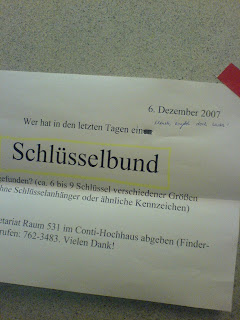 6. Dezember 2007
Wer hat in den letzten Tagen ein
Schlüsselbund
gefunden? (ca. 6 bis 9 Schlüssel verschiedener Größen
ohne Schlüsselanhänger oder ähnliche Kennzeichen)
Raum 531 im Conti-Hochhaus abgeben (Finder-
rufen: 762-3483. Vielen Dank!